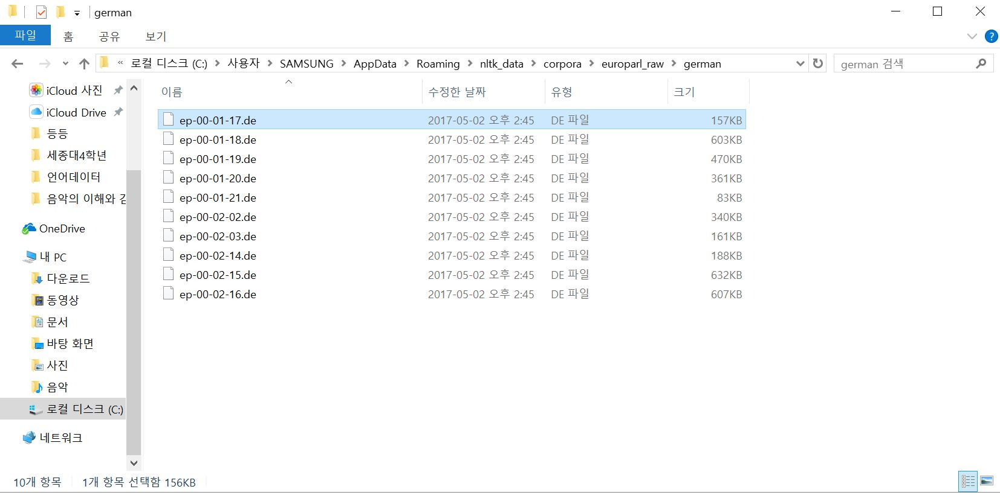 german
파일 홈 공유 보기
« 로컬 디스크 (C:) > 사용자 > SAMSUNG > AppData > Roaming > nltk_data > corpora > europarl_raw > german
german 검색
iCloud 사진
iCloud Drive
등등
세종대4학년
언어데이터
음악의 이해와 김
OneDrive
내 PC
다운로드
동영상
문서
바탕 화면
사진
음악
로컬 디스크 (C:)
네트워크
이름 수정한 날짜 유형 크기
ep-00-01-17.de 2017-05-02 오후 2:45 DE 파일 157KB
ep-00-01-18.de 2017-05-02 오후 2:45 DE 파일 603KB
ep-00-01-19.de 2017-05-02 오후 2:45 DE 파일 470KB
ep-00-01-20.de 2017-05-02 오후 2:45 DE 파일 361KB
ep-00-01-21.de 2017-05-02 오후 2:45 DE 파일 83KB
ep-00-02-02.de 2017-05-02 오후 2:45 DE 파일 340KB
ep-00-02-03.de 2017-05-02 오후 2:45 DE 파일 161KB
ep-00-02-14.de 2017-05-02 오후 2:45 DE 파일 188KB
ep-00-02-15.de 2017-05-02 오후 2:45 DE 파일 632KB
ep-00-02-16.de 2017-05-02 오후 2:45 DE 파일 607KB
10개 항목 1개 항목 선택함 156KB